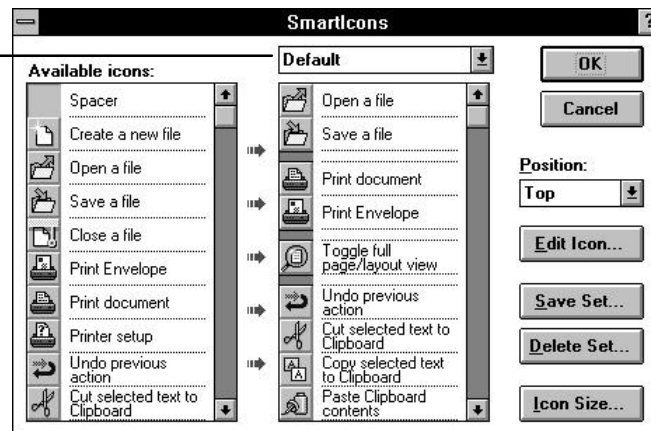 SmartIcons
?
Available icons:
Spacer
Create a new file
Open a file
Save a file
Close a file
Print Envelope
Print document
Printer setup
Undo previous
action
Cut selected text to
Clipboard
Default
Open a file
Save a file
Print document
Print Envelope
Toggle full
page/layout view
Undo previous
action
Cut selected text to
Clipboard
Copy selected text
to Clipboard
Paste Clipboard
contents
OK
Cancel
Position:
Top
Edit Icon...
Save Set...
Delete Set...
Icon Size...